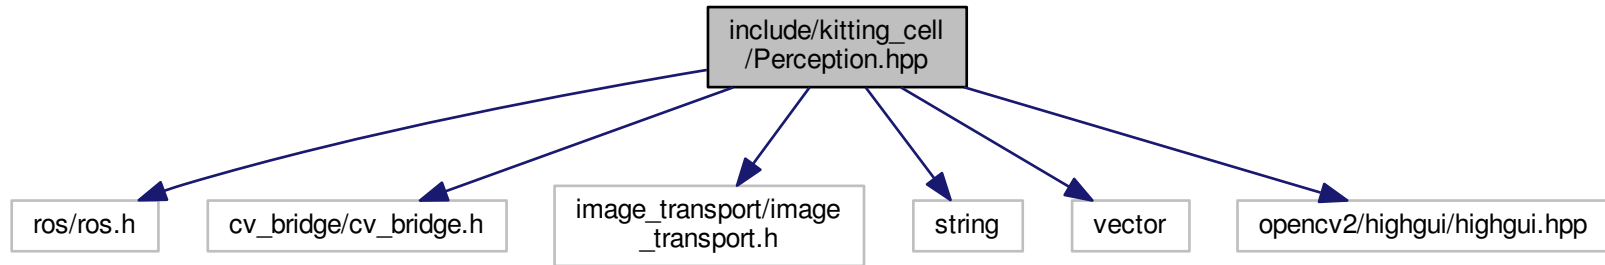 include/kitting_cell
/Perception.hpp
ros/ros.h
cv_bridge/cv_bridge.h
image_transport/image
_transport.h
string
vector
opencv2/highgui/highgui.hpp